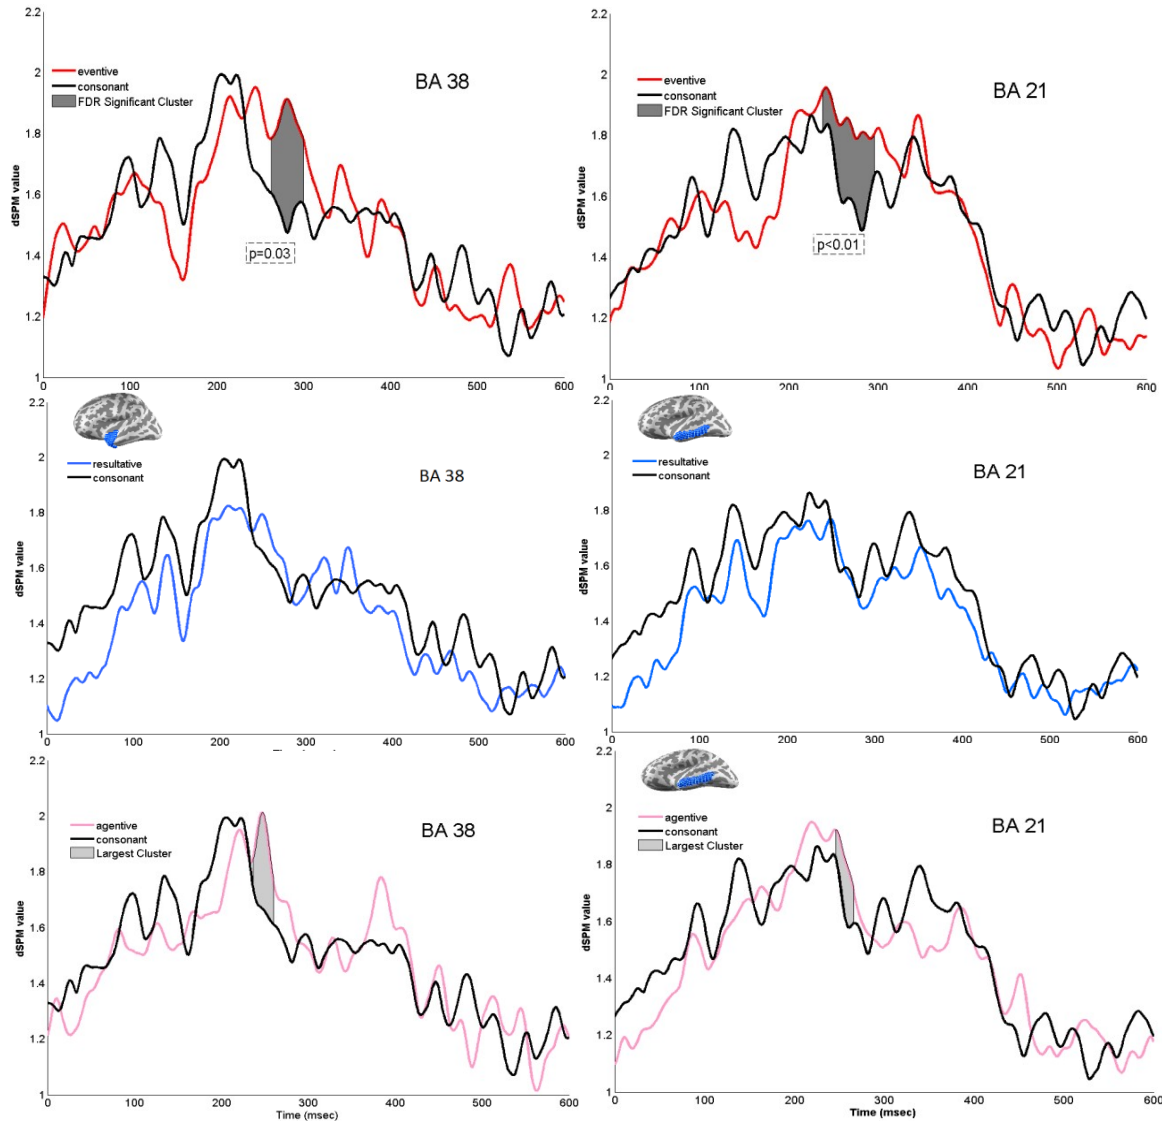 2.2
2
1.8
1.6
1.4
1.2
1
dSPM value
eventive
consonant
FDR Significant Cluster
BA 38
p=0.03
0
100
200
300
400
500
600
2.2
2
1.8
1.6
1.4
1.2
1
dSPM value
eventive
consonant
FDR Significant Cluster
BA 21
p<0.01
0
100
200
300
400
500
600
2.2
2
1.8
1.6
1.4
1.2
1
dSPM value
resultative
consonant
BA 38
0
100
200
300
400
500
600
2.2
2
1.8
1.6
1.4
1.2
1
dSPM value
resultative
consonant
BA 21
0
100
200
300
400
500
600
2.2
2
1.8
1.6
1.4
1.2
1
dSPM value
agentive
consonant
Largest Cluster
BA 38
0
100
200
300
400
500
600
Time (msec)
2.2
2
1.8
1.6
1.4
1.2
1
dSPM value
agentive
consonant
Largest Cluster
BA 21
0
100
200
300
400
500
600
Time (msec)